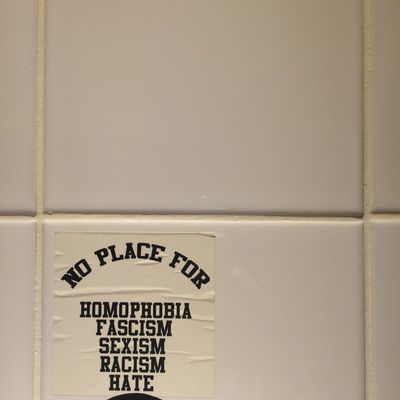 NO PLACE FOR
HOMOPHOBIA
FASCISM
SEXISM
RACISM
HATE